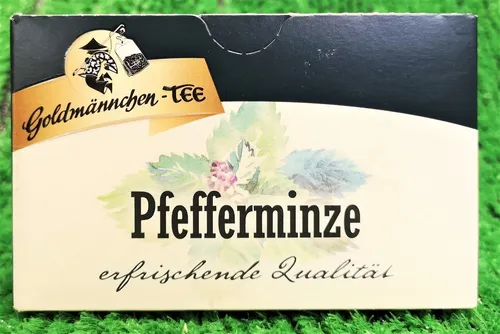 Goldmännchen-TEE
Pfefferminze
erfrischende Qualität